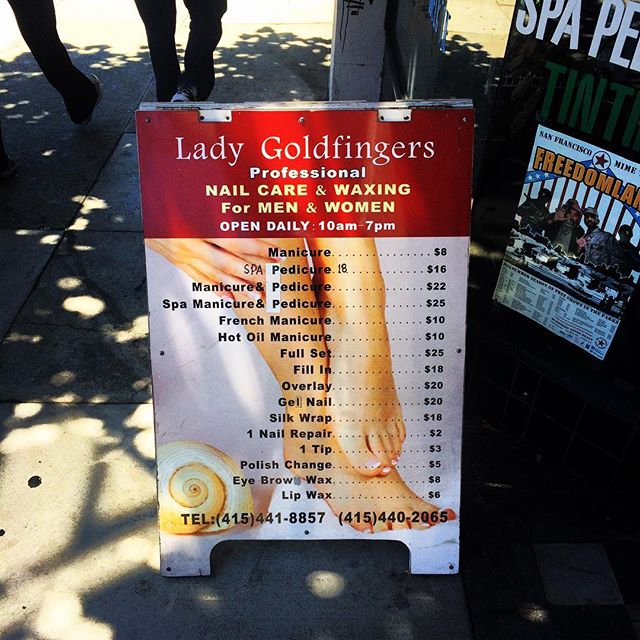 Lady Goldfingers
Professional
NAIL CARE & WAXING
For MEN & WOMEN
OPEN DAILY: 10am-7pm
Manicure........................$8
SPA Pedicure. 18................$16
Manicure& Pedicure........................$22
Spa Manicure& Pedicure........................$25
French Manicure........................$10
Hot Oil Manicure........................$10
Full Set........................$25
Fill In........................$18
Overlay........................$20
Gel Nail........................$20
Silk Wrap........................$18
1 Nail Repair........................$2
1 Tip........................$3
Polish Change........................$5
Eye Brow Wax........................$8
Lip Wax........................$6
TEL:(415)441-8857 (415)440-2065
SPA PE
TINTI
SAN FRANCISCO MIME
FREEDOMLAN